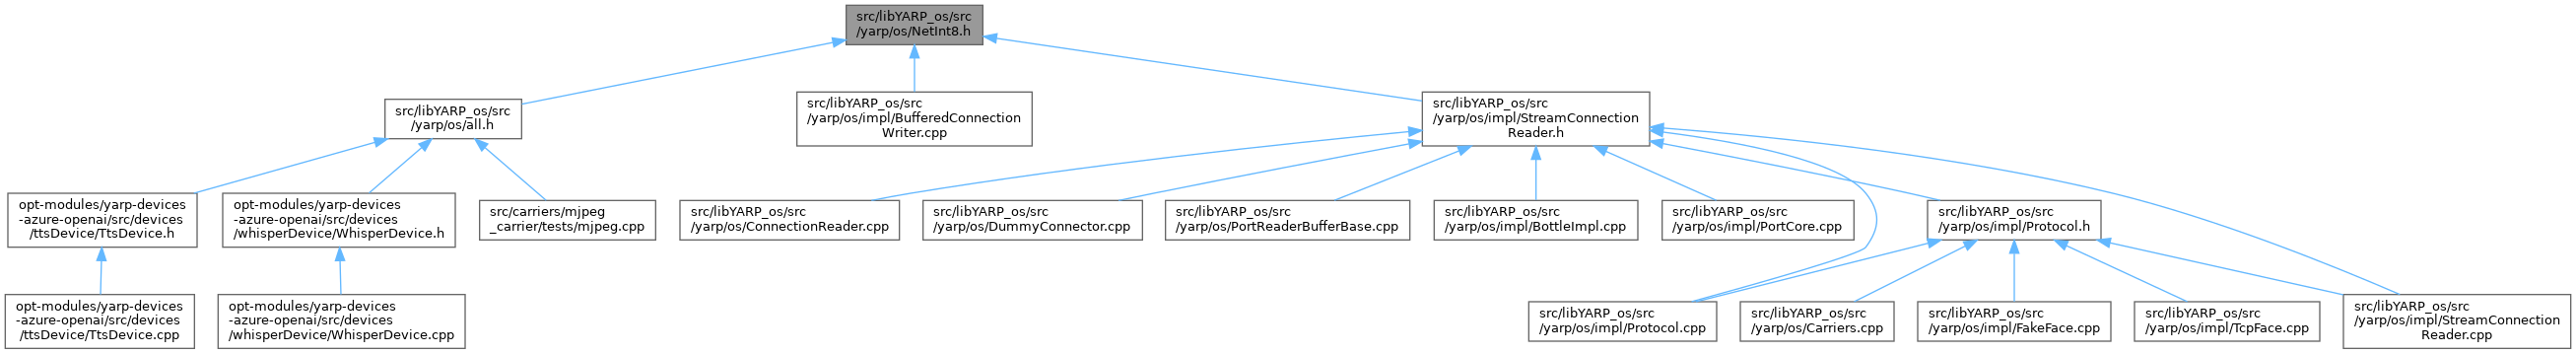 src/libYARP_os/src
/yarp/os/NetInt8.h
src/libYARP_os/src
/yarp/os/all.h
src/libYARP_os/src
/yarp/os/impl/BufferedConnection
Writer.cpp
src/libYARP_os/src
/yarp/os/impl/StreamConnection
Reader.h
opt-modules/yarp-devices
-azure-openai/src/devices
/ttsDevice/TtsDevice.h
opt-modules/yarp-devices
-azure-openai/src/devices
/whisperDevice/WhisperDevice.h
src/carriers/mjpeg
_carrier/tests/mjpeg.cpp
src/libYARP_os/src
/yarp/os/ConnectionReader.cpp
src/libYARP_os/src
/yarp/os/DummyConnector.cpp
src/libYARP_os/src
/yarp/os/PortReaderBufferBase.cpp
src/libYARP_os/src
/yarp/os/impl/BottleImpl.cpp
src/libYARP_os/src
/yarp/os/impl/PortCore.cpp
src/libYARP_os/src
/yarp/os/impl/Protocol.h
opt-modules/yarp-devices
-azure-openai/src/devices
/ttsDevice/TtsDevice.cpp
opt-modules/yarp-devices
-azure-openai/src/devices
/whisperDevice/WhisperDevice.cpp
src/libYARP_os/src
/yarp/os/impl/Protocol.cpp
src/libYARP_os/src
/yarp/os/Carriers.cpp
src/libYARP_os/src
/yarp/os/impl/FakeFace.cpp
src/libYARP_os/src
/yarp/os/impl/TcpFace.cpp
src/libYARP_os/src
/yarp/os/impl/StreamConnection
Reader.cpp